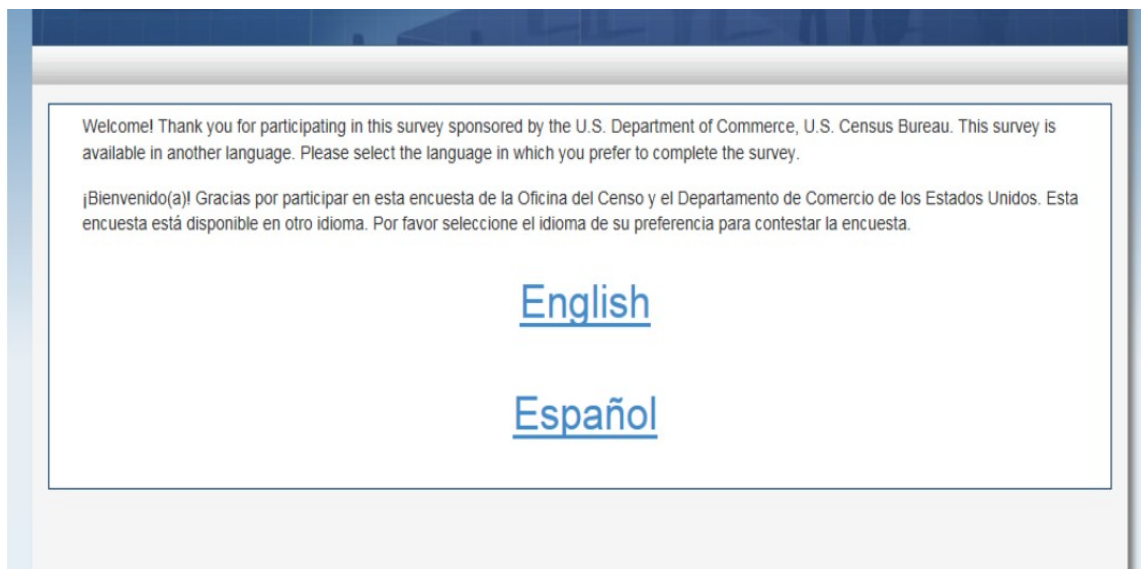 Welcome! Thank you for participating in this survey sponsored by the U.S. Department of Commerce, U.S. Census Bureau. This survey is
available in another language. Please select the language in which you prefer to complete the survey.
¡Bienvenido(a)! Gracias por participar en esta encuesta de la Oficina del Censo y el Departamento de Comercio de los Estados Unidos. Esta
encuesta está disponible en otro idioma. Por favor seleccione el idioma de su preferencia para contestar la encuesta.
English
Español